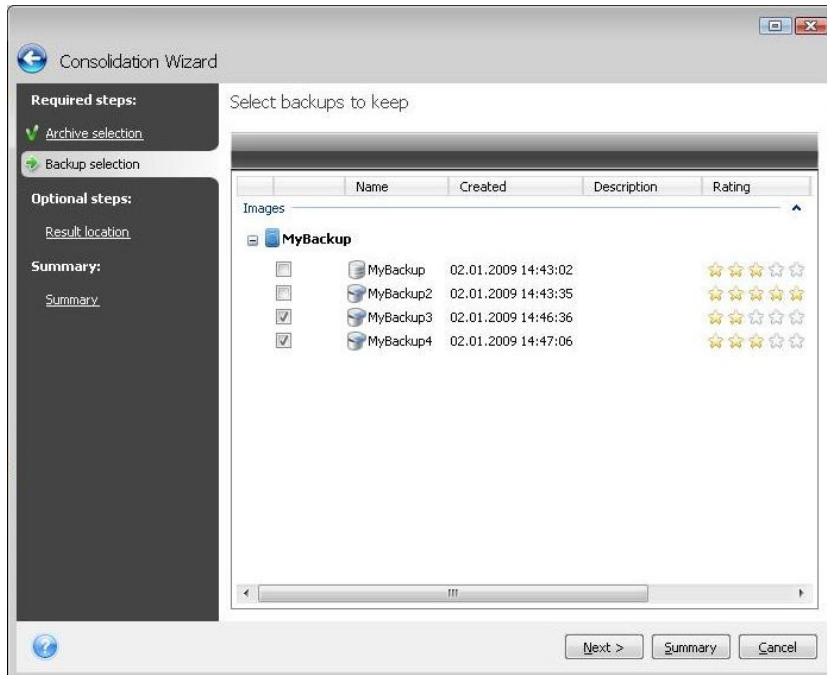 Consolidation Wizard
Required steps:
Archive selection
Backup selection
Optional steps:
Result location
Summary:
Summary
Select backups to keep
Name Created Description Rating
Images
MyBackup
MyBackup 02.01.2009 14:43:02
MyBackup2 02.01.2009 14:43:35
MyBackup3 02.01.2009 14:46:36
MyBackup4 02.01.2009 14:47:06
Next > Summary Cancel